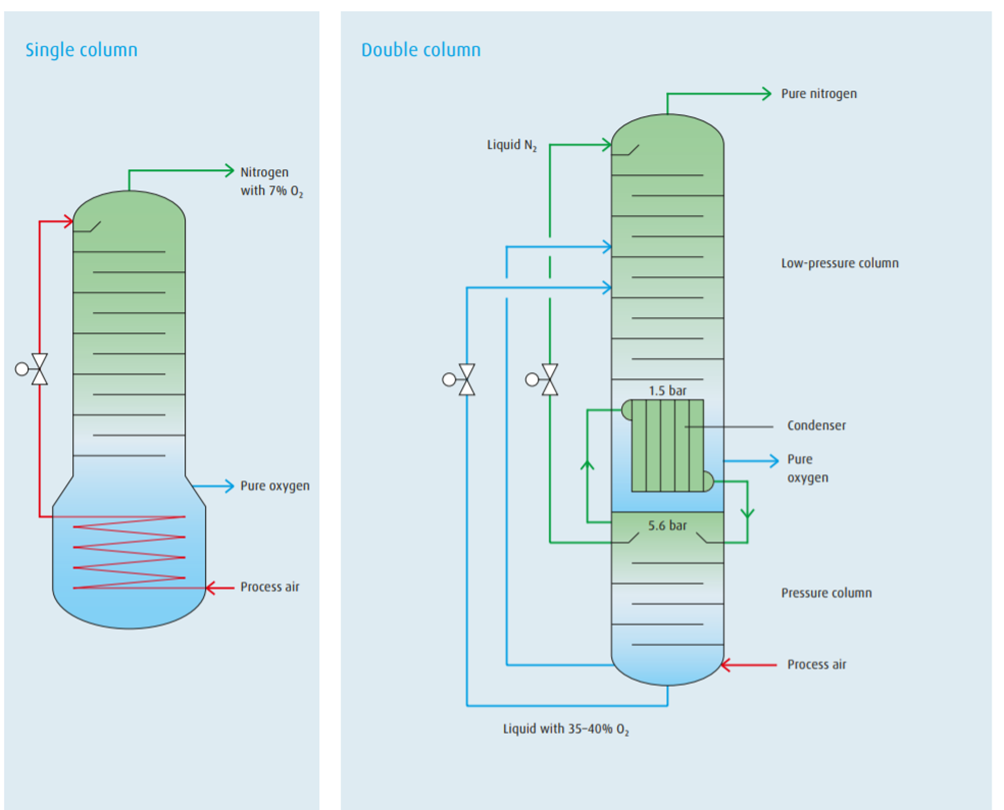 Single column
Nitrogen
with 7% O₂
Pure oxygen
Process air
Double column
Pure nitrogen
Liquid N₂
Low-pressure column
1.5 bar
Condenser
Pure
oxygen
5.6 bar
Pressure column
Process air
Liquid with 35–40% O₂